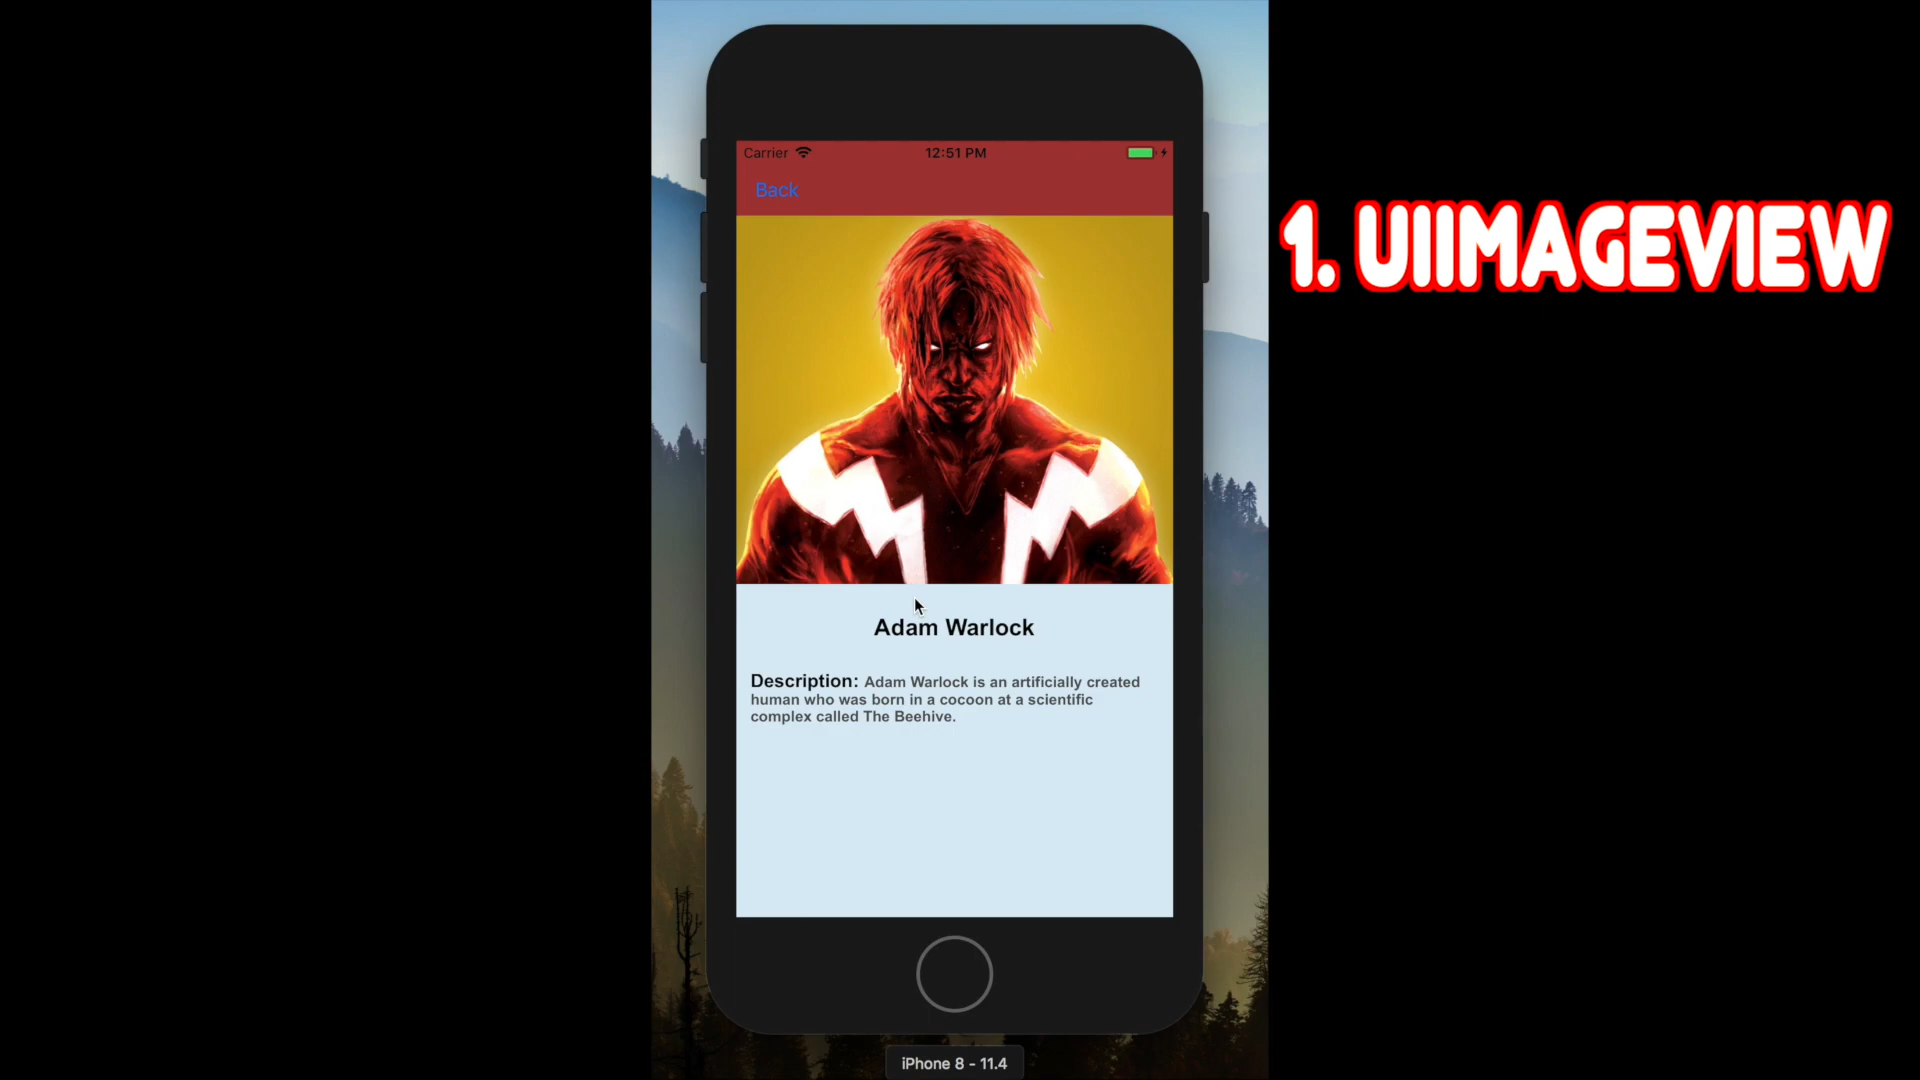 Carrier
12:51 PM
Back
1. UIIMAGEVIEW
Adam Warlock
Description: Adam Warlock is an artificially created
human who was born in a cocoon at a scientific
complex called The Beehive.
iPhone 8 - 11.4